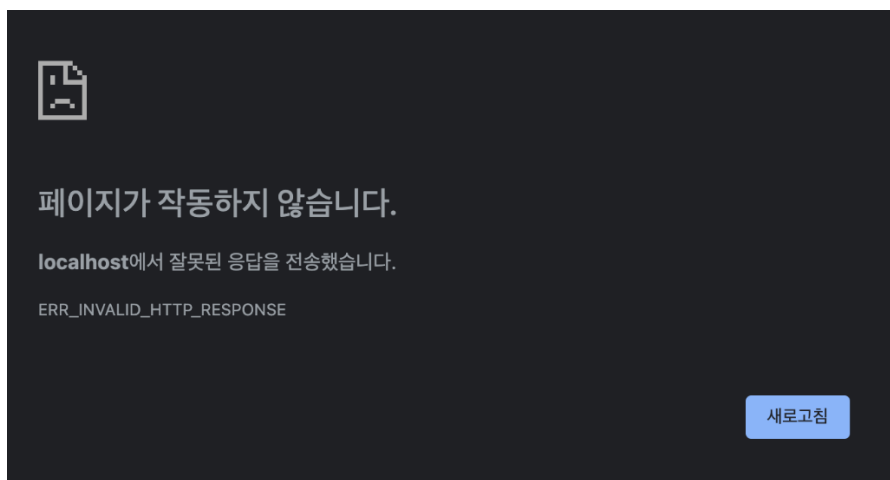 페이지가 작동하지 않습니다.
localhost에서 잘못된 응답을 전송했습니다.
ERR_INVALID_HTTP_RESPONSE
새로고침